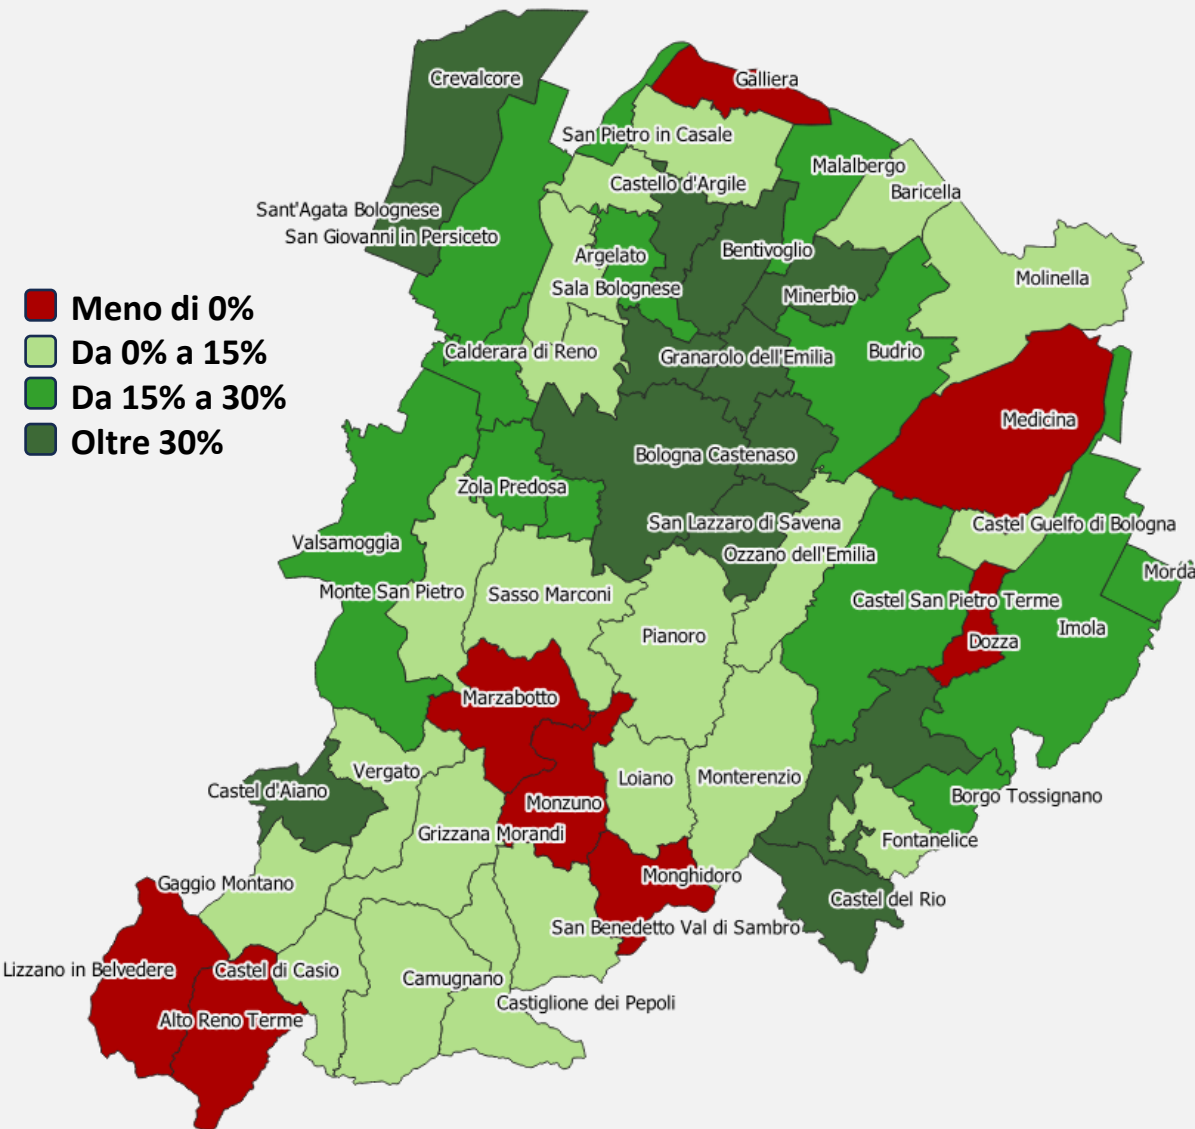 Crevalcore
Galliera
San Pietro in Casale
Malalbergo
Castello d'Argile
Baricella
Sant'Agata Bolognese
San Giovanni in Persiceto
Argelato
Bentivoglio
Molinella
Sala Bolognese
Minerbio
Meno di 0%
Da 0% a 15%
Da 15% a 30%
Oltre 30%
Calderara di Reno
Granarolo dell'Emilia
Budrio
Medicina
Bologna
Castenaso
Zola Predosa
San Lazzaro di Savena
Castel Guelfo di Bologna
Valsamoggia
Ozzano dell'Emilia
Morda
Monte San Pietro
Sasso Marconi
Castel San Pietro Terme
Imola
Pianoro
Dozza
Marzabotto
Vergato
Loiano
Monterenzio
Castel d'Aiano
Monzuno
Borgo Tossignano
Grizzana Morandi
Fontanelice
Gaggio Montano
Monghidoro
Castel del Rio
San Benedetto Val di Sambro
Lizzano in Belvedere
Castel di Casio
Camugnano
Castiglione dei Pepoli
Alto Reno Terme